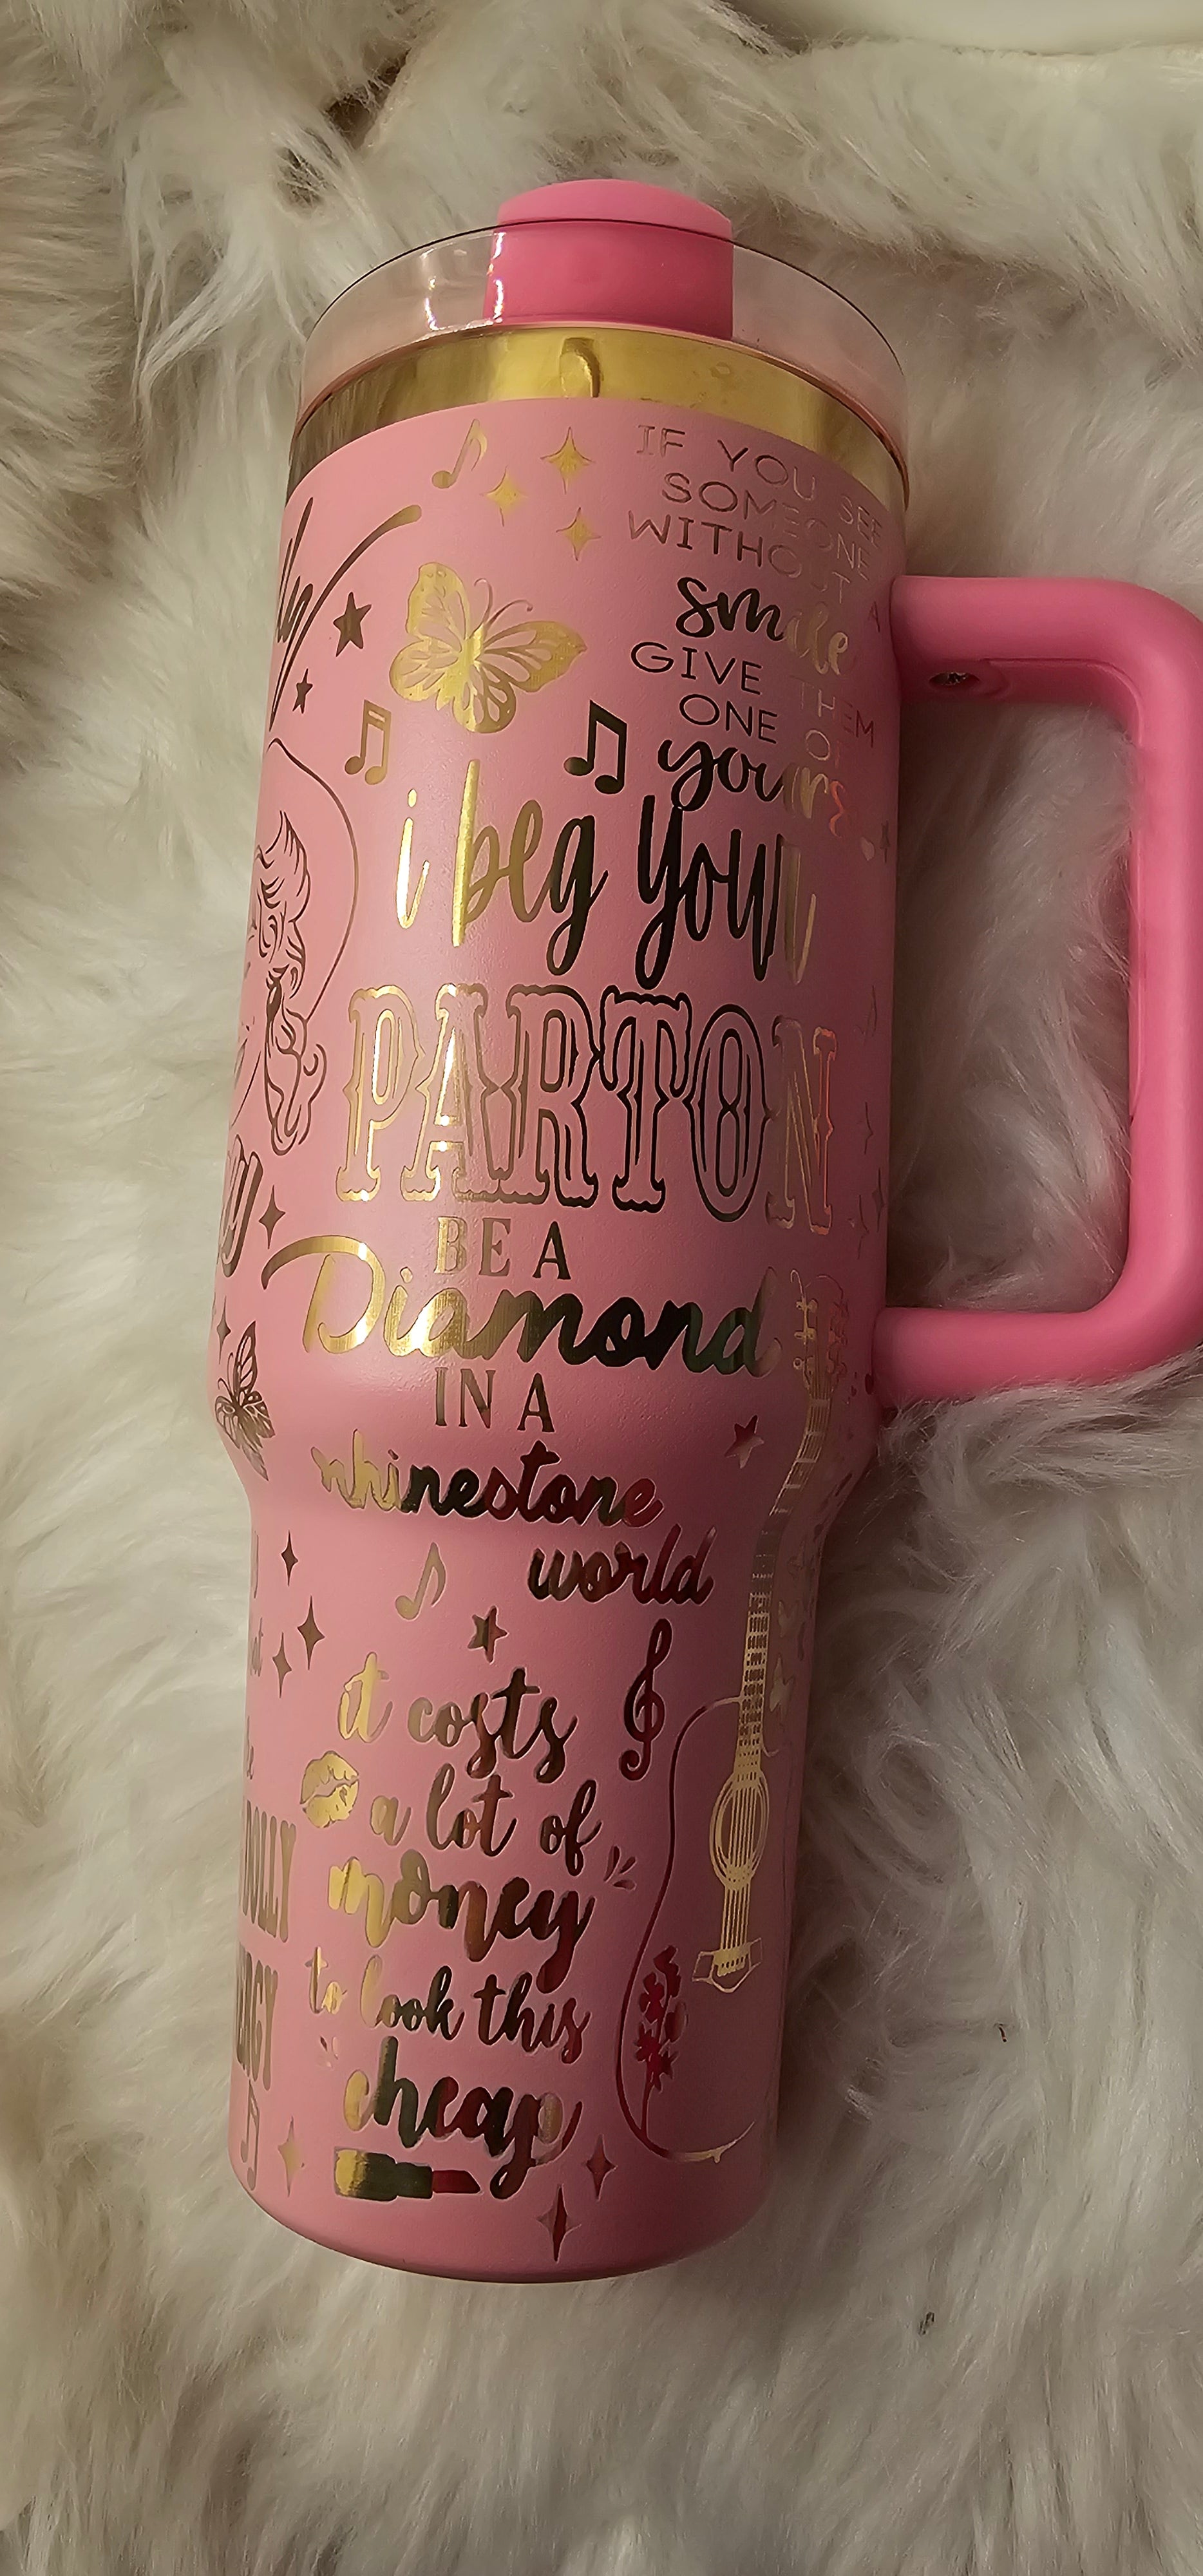 IF YOU SEE
SOMEONE
WITHOUT A
smile
GIVE THEM
ONE OF
yours
i beg your
PARTON
BE A
Diamond
IN A
rhinestone
world
it costs
a lot of
money
to look this
cheap